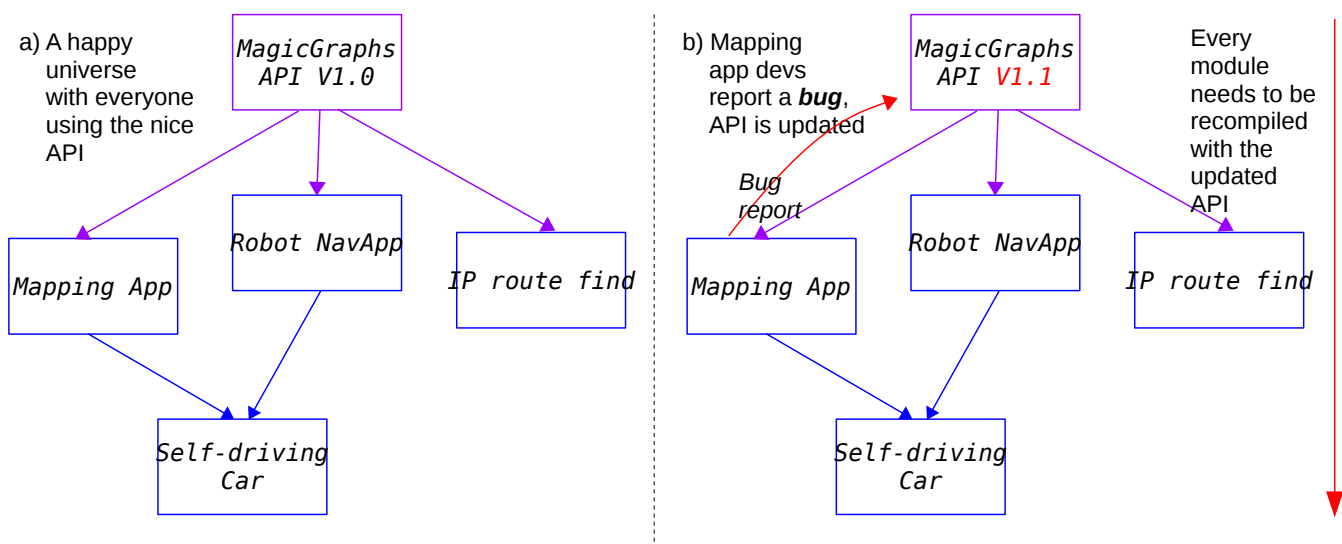 a) A happy
universe
with everyone
using the nice
API
MagicGraphs
API V1.0
Mapping App
Robot NavApp
IP route find
Self-driving
Car
b) Mapping
app devs
report a bug,
API is updated
MagicGraphs
API V1.1
Every
module
needs to be
recompiled
with the
updated
API
Bug
report
Mapping App
Robot NavApp
IP route find
Self-driving
Car